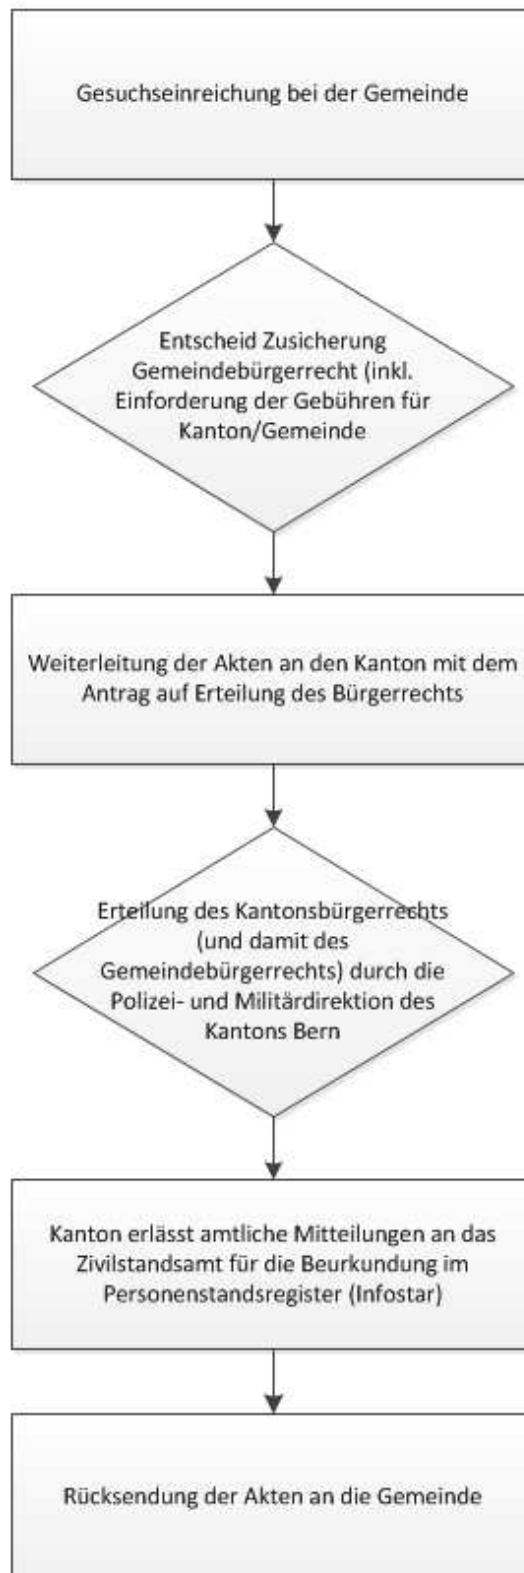 Gesuchseinreichung bei der Gemeinde
Entscheid Zusicherung
Gemeindebürgerrecht (inkl.
Einforderung der Gebühren für
Kanton/Gemeinde
Weiterleitung der Akten an den Kanton mit dem
Antrag auf Erteilung des Bürgerrechts
Erteilung des Kantonsbürgerrechts
(und damit des
Gemeindebürgerrechts) durch die
Polizei- und Militärdirektion des
Kantons Bern
Kanton erlässt amtliche Mitteilungen an das
Zivilstandsamt für die Beurkundung im
Personenstandsregister (Infostar)
Rücksendung der Akten an die Gemeinde